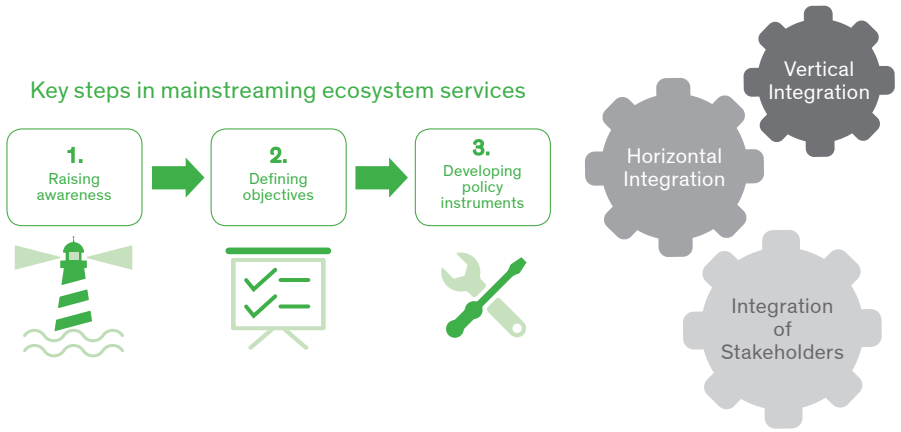 Key steps in mainstreaming ecosystem services
1.
Raising
awareness
2.
Defining
objectives
3.
Developing
policy
instruments
Vertical
Integration
Horizontal
Integration
Integration
of
Stakeholders